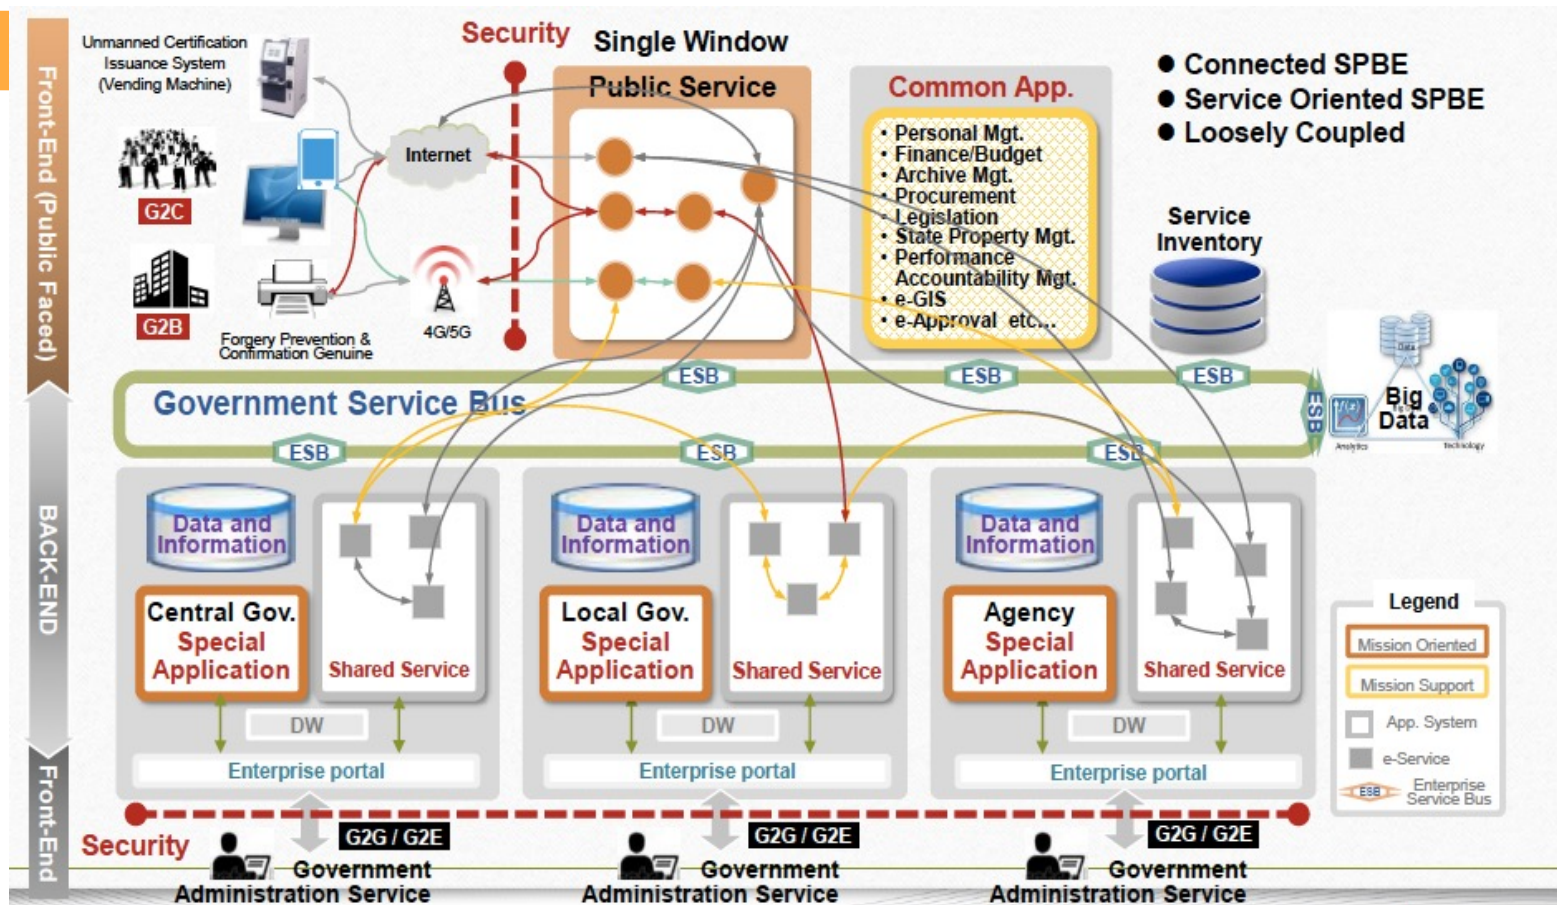 Front-End (Public Faced)
BACK-END
Front-End
Unmanned Certification
Issuance System
(Vending Machine)
G2C
G2B
Forgery Prevention &
Confirmation Genuine
Internet
4G/5G
Security
Single Window
Public Service
Common App.
• Personal Mgt.
• Finance/Budget
• Archive Mgt.
• Procurement
• Legislation
• State Property Mgt.
• Performance
Accountability Mgt.
• e-GIS
• e-Approval etc...
● Connected SPBE
● Service Oriented SPBE
● Loosely Coupled
Service
Inventory
ESB
ESB
ESB
Government Service Bus
ESB
ESB
ESB
ESB
Data
f(x)
Big
Data
Analytics
Technology
Data and
Information
Central Gov.
Special
Application
Shared Service
DW
Enterprise portal
Data and
Information
Local Gov.
Special
Application
Shared Service
DW
Enterprise portal
Data and
Information
Agency
Special
Application
Shared Service
DW
Enterprise portal
Legend
Mission Oriented
Mission Support
App. System
e-Service
ESB
Enterprise
Service Bus
Security
G2G / G2E
Government
Administration Service
G2G / G2E
Government
Administration Service
G2G / G2E
Government
Administration Service